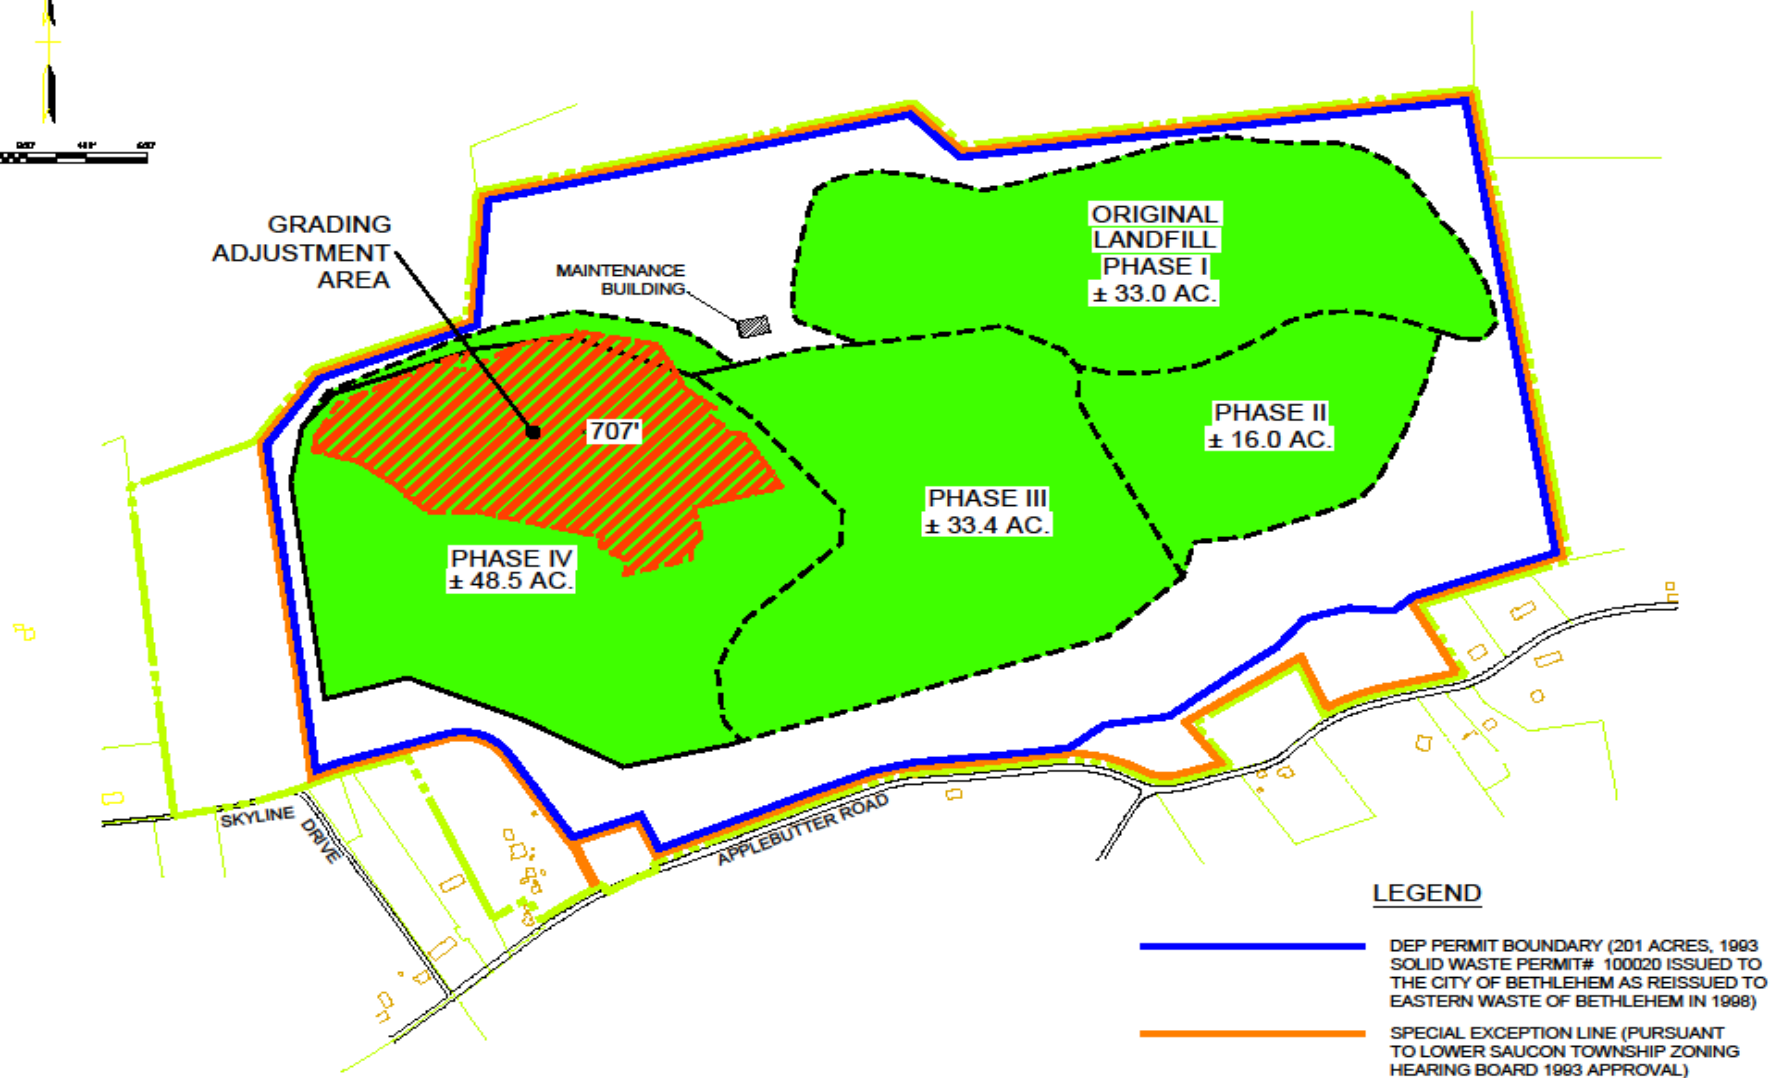 GRADING
ADJUSTMENT
AREA
MAINTENANCE
BUILDING
ORIGINAL
LANDFILL
PHASE I
± 33.0 AC.
707'
PHASE II
± 16.0 AC.
PHASE III
± 33.4 AC.
PHASE IV
± 48.5 AC.
SKYLINE
DRIVE
APPLEBUTTER ROAD
LEGEND
DEP PERMIT BOUNDARY (201 ACRES, 1993
SOLID WASTE PERMIT# 100020 ISSUED TO
THE CITY OF BETHLEHEM AS REISSUED TO
EASTERN WASTE OF BETHLEHEM IN 1998)
SPECIAL EXCEPTION LINE (PURSUANT
TO LOWER SAUCON TOWNSHIP ZONING
HEARING BOARD 1993 APPROVAL)